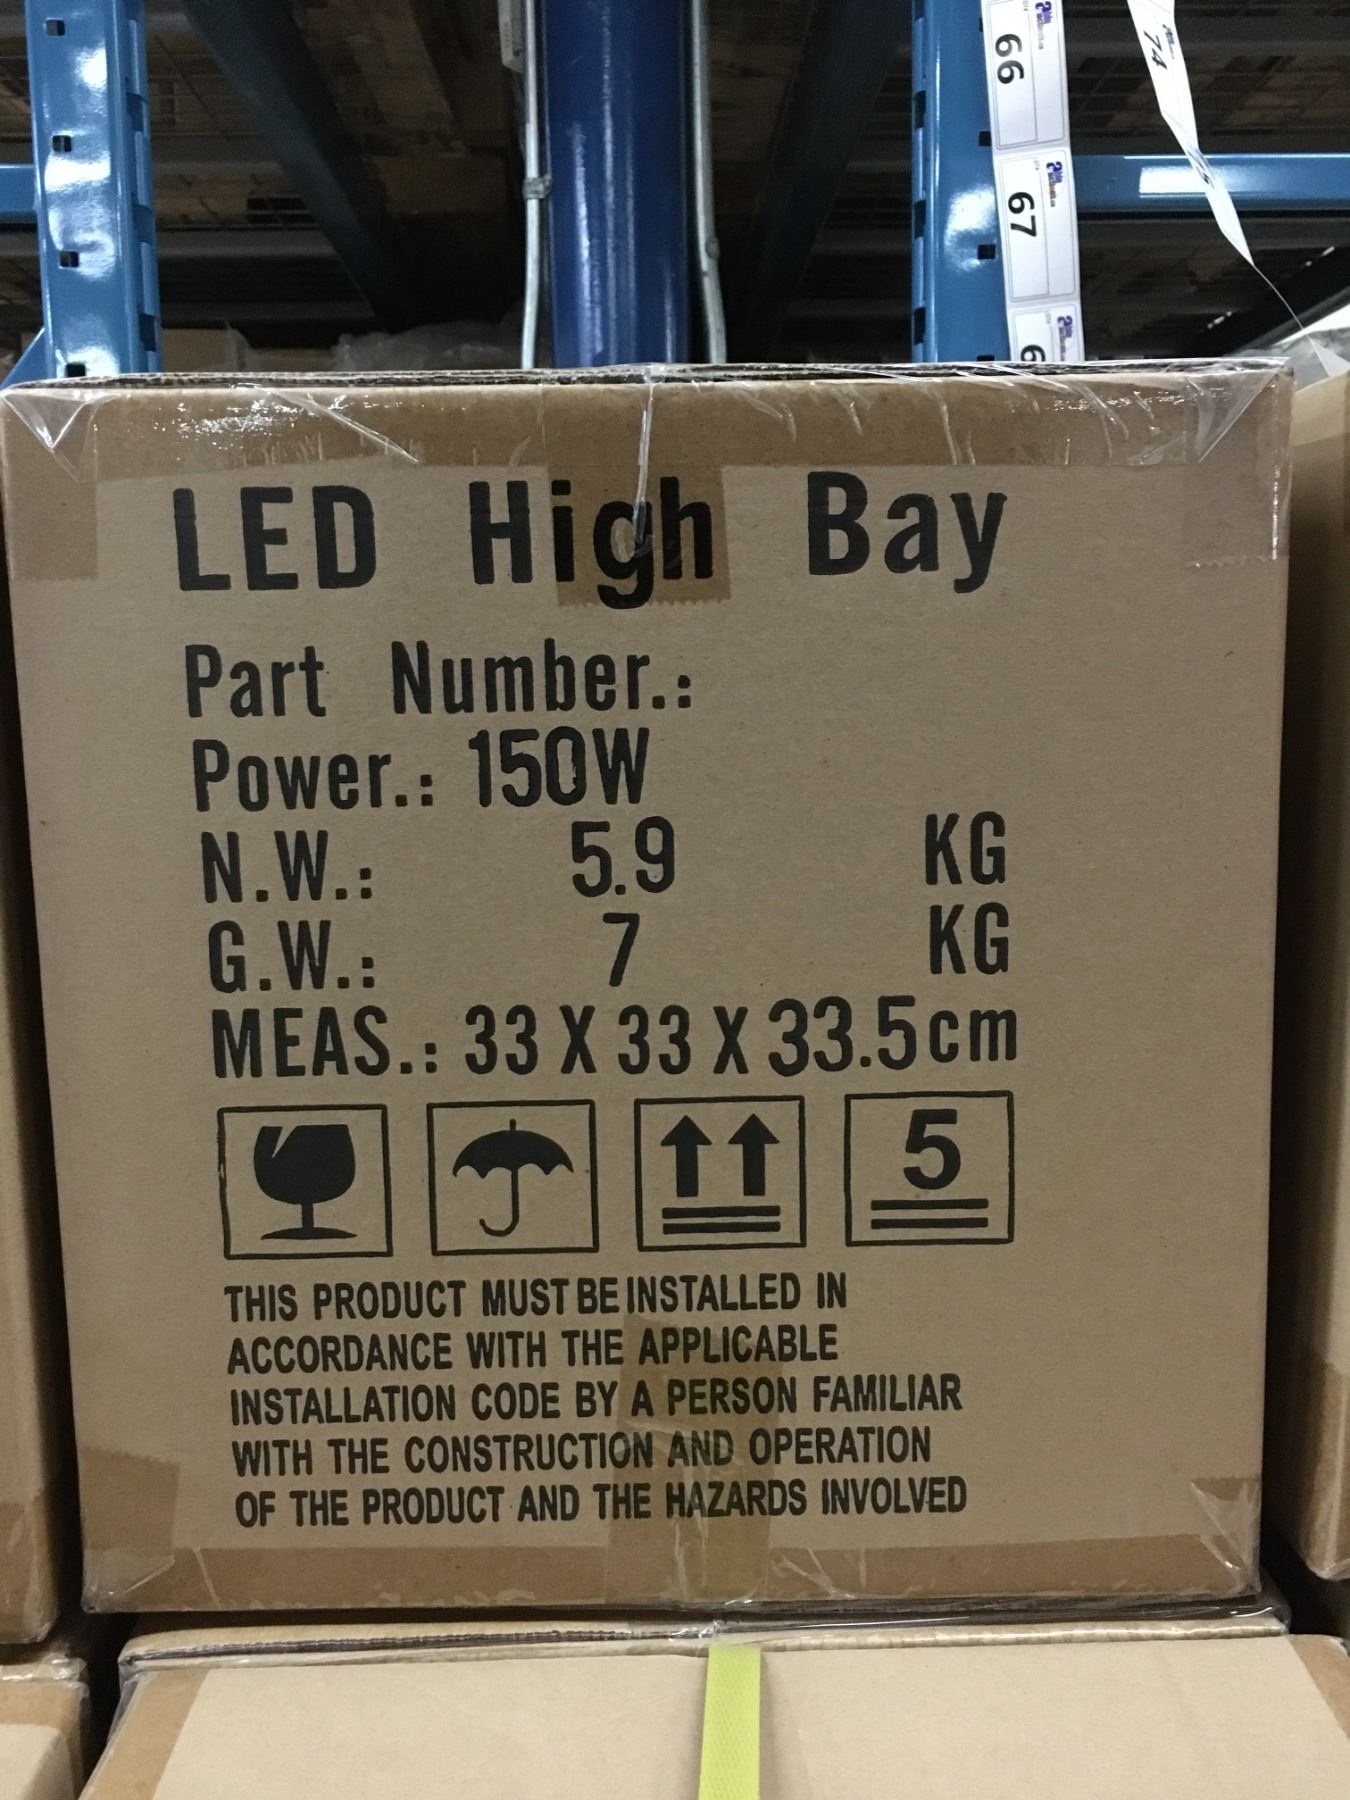 66
67
74
LED High Bay
Part Number.:
Power.: 150W
N.W.: 5.9 KG
G.W.: 7 KG
MEAS.: 33 X 33 X 33.5cm
5
THIS PRODUCT MUST BE INSTALLED IN
ACCORDANCE WITH THE APPLICABLE
INSTALLATION CODE BY A PERSON FAMILIAR
WITH THE CONSTRUCTION AND OPERATION
OF THE PRODUCT AND THE HAZARDS INVOLVED